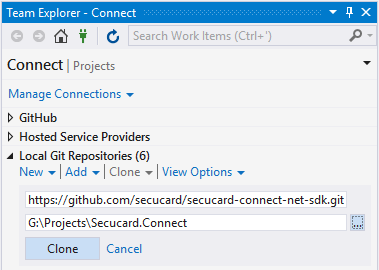 Team Explorer - Connect
Search Work Items (Ctrl+')
Connect | Projects
Manage Connections
GitHub
Hosted Service Providers
Local Git Repositories (6)
New | Add | Clone | View Options
https://github.com/secucard/secucard-connect-net-sdk.git
G:\Projects\Secucard.Connect
...
Clone Cancel